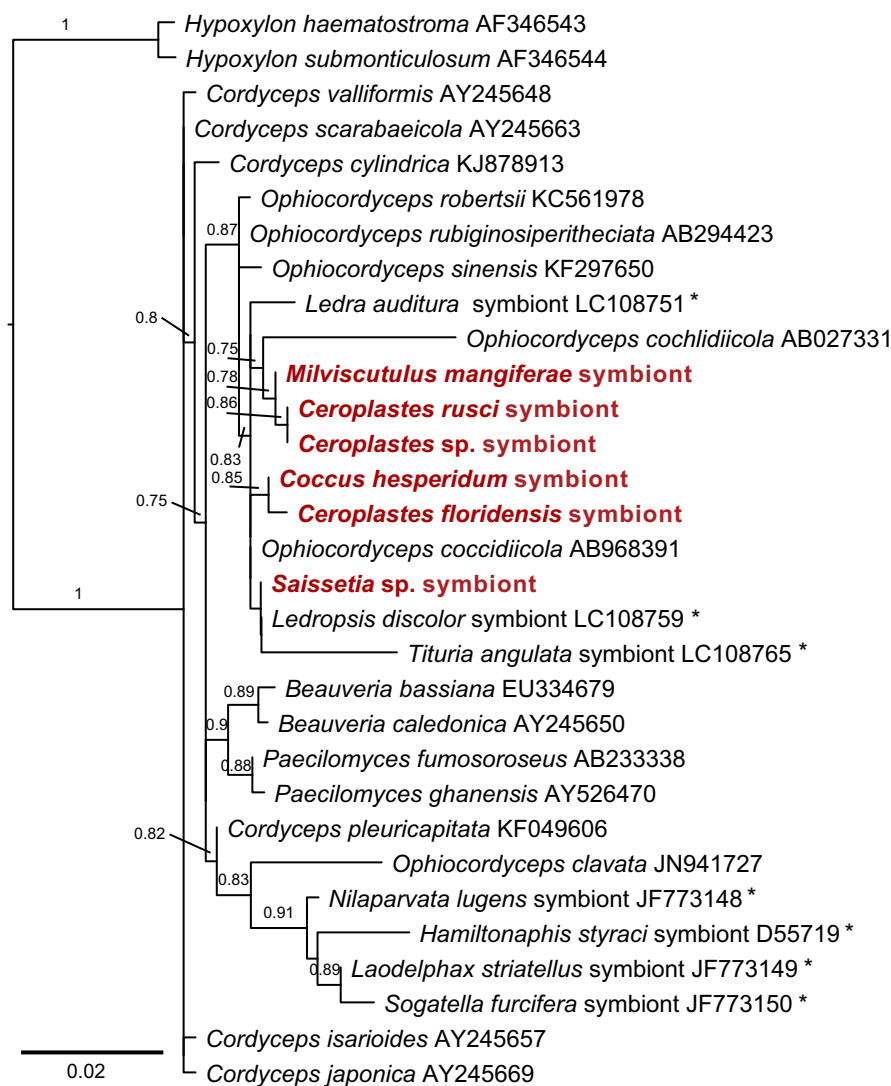 1
Hypoxylon haematostroma AF346543
Hypoxylon submonticulosum AF346544
Cordyceps valliformis AY245648
Cordyceps scarabaeicola AY245663
Cordyceps cylindrica KJ878913
Ophiocordyceps robertsii KC561978
0.87
Ophiocordyceps rubiginosiperitheciata AB294423
Ophiocordyceps sinensis KF297650
Ledra auditura symbiont LC108751 *
0.8
Ophiocordyceps cochlidiicola AB027331
0.75
Milviscutulus mangiferae symbiont
0.78
Ceroplastes rusci symbiont
0.86
Ceroplastes sp. symbiont
0.83
Coccus hesperidum symbiont
0.85
Ceroplastes floridensis symbiont
0.75
Ophiocordyceps coccidiicola AB968391
Saissetia sp. symbiont
1
Ledropsis discolor symbiont LC108759 *
Tituria angulata symbiont LC108765 *
0.89
Beauveria bassiana EU334679
Beauveria caledonica AY245650
0.9
Paecilomyces fumosoroseus AB233338
0.88
Paecilomyces ghanensis AY526470
0.82
Cordyceps pleuricapitata KF049606
Ophiocordyceps clavata JN941727
0.83
Nilaparvata lugens symbiont JF773148 *
0.91
Hamiltonaphis styraci symbiont D55719 *
0.89
Laodelphax striatellus symbiont JF773149 *
Sogatella furcifera symbiont JF773150 *
Cordyceps isarioides AY245657
0.02
Cordyceps japonica AY245669